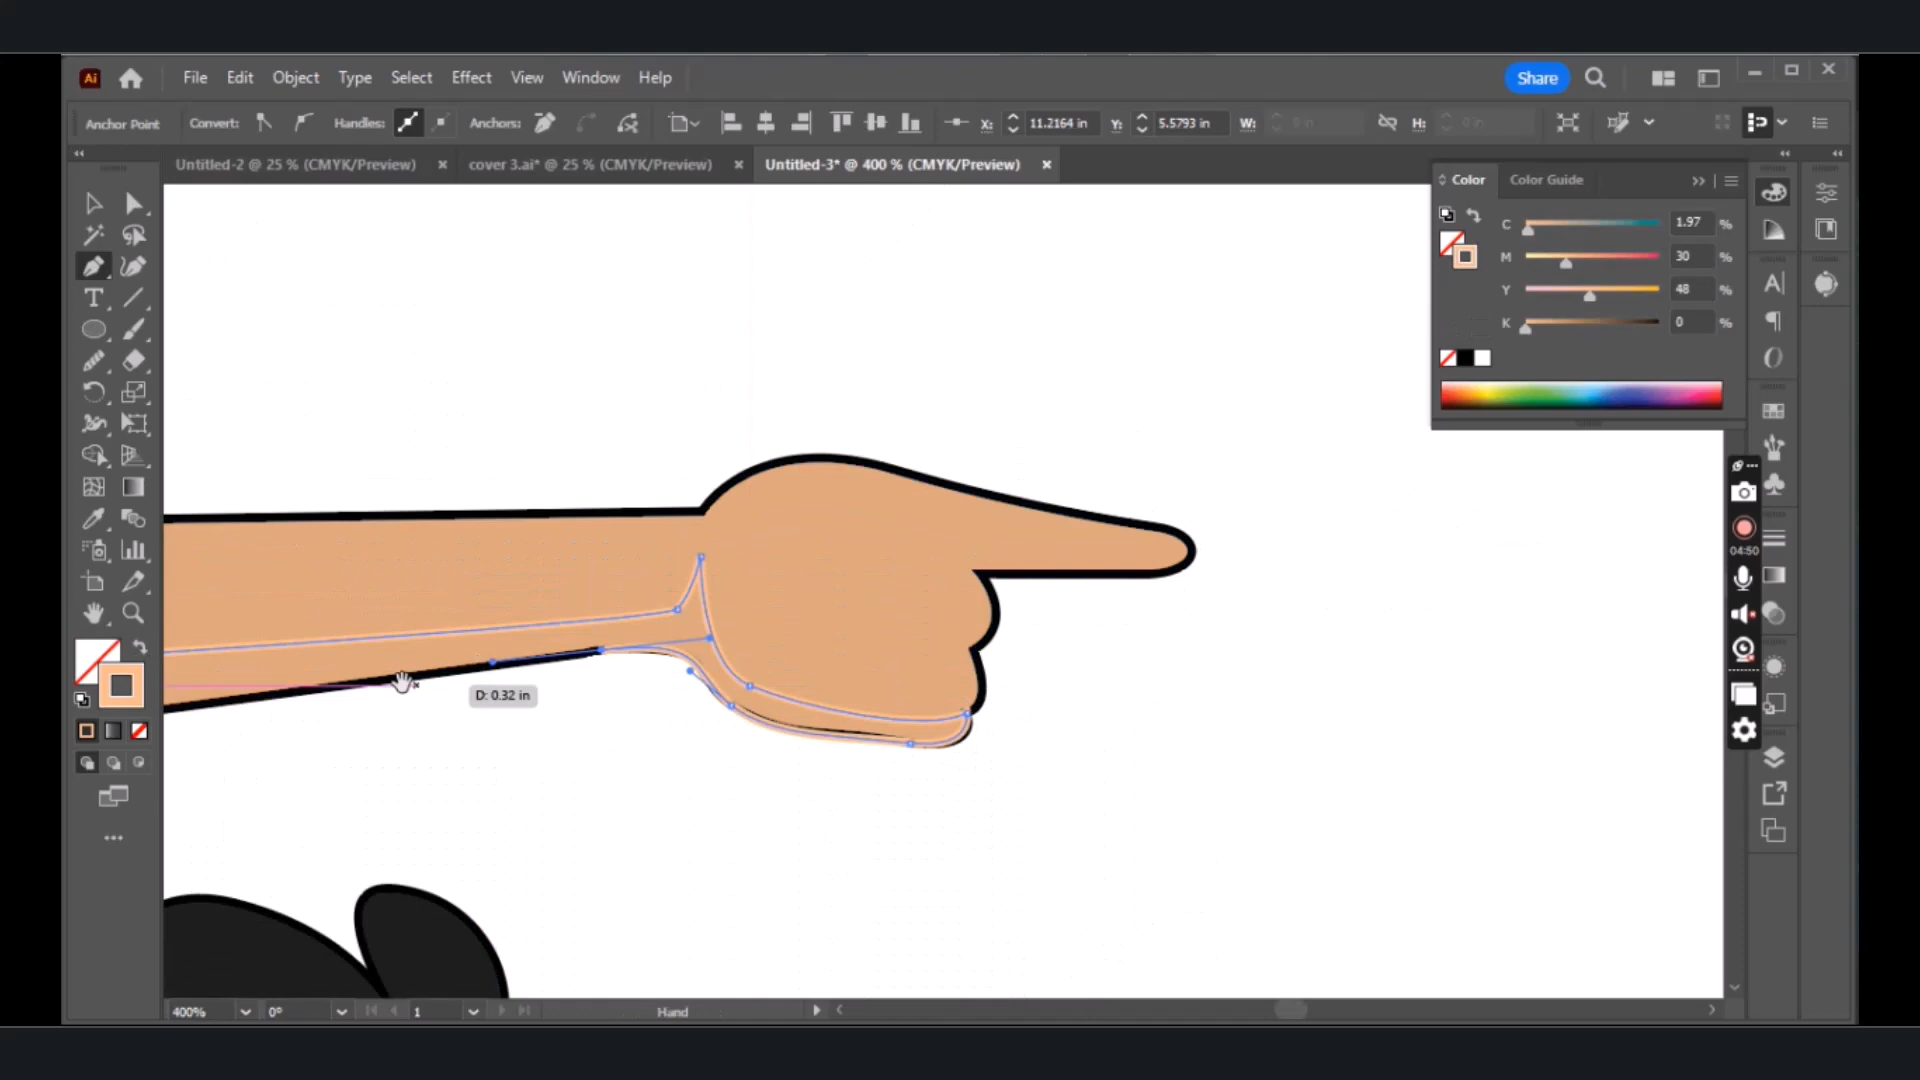 Ai File Edit Object Type Select Effect View Window Help Share
Anchor Point Convert: Handles: Anchors: X: 11.2164 in Y: 5.5793 in W: H:
Untitled-2 @ 25 % (CMYK/Preview) cover 3.ai* @ 25 % (CMYK/Preview) Untitled-3* @ 400 % (CMYK/Preview)
Color Color Guide
C 1.97 %
M 30 %
Y 48 %
K 0 %
04:50
D: 0.32 in
400% 0° 1 Hand